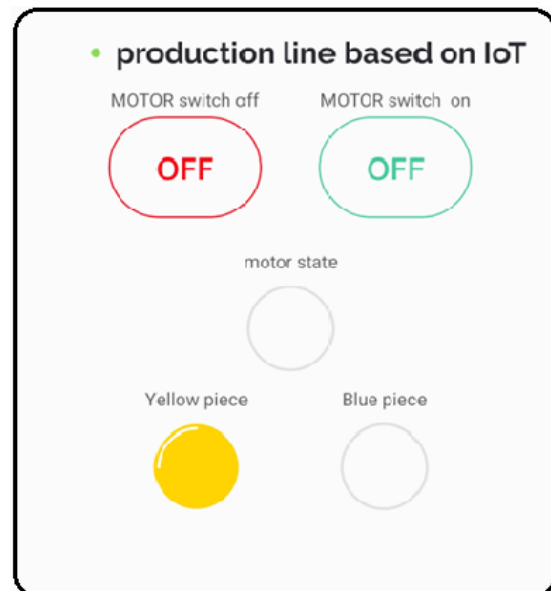 • production line based on IoT
MOTOR switch off MOTOR switch on
OFF OFF
motor state
Yellow piece Blue piece